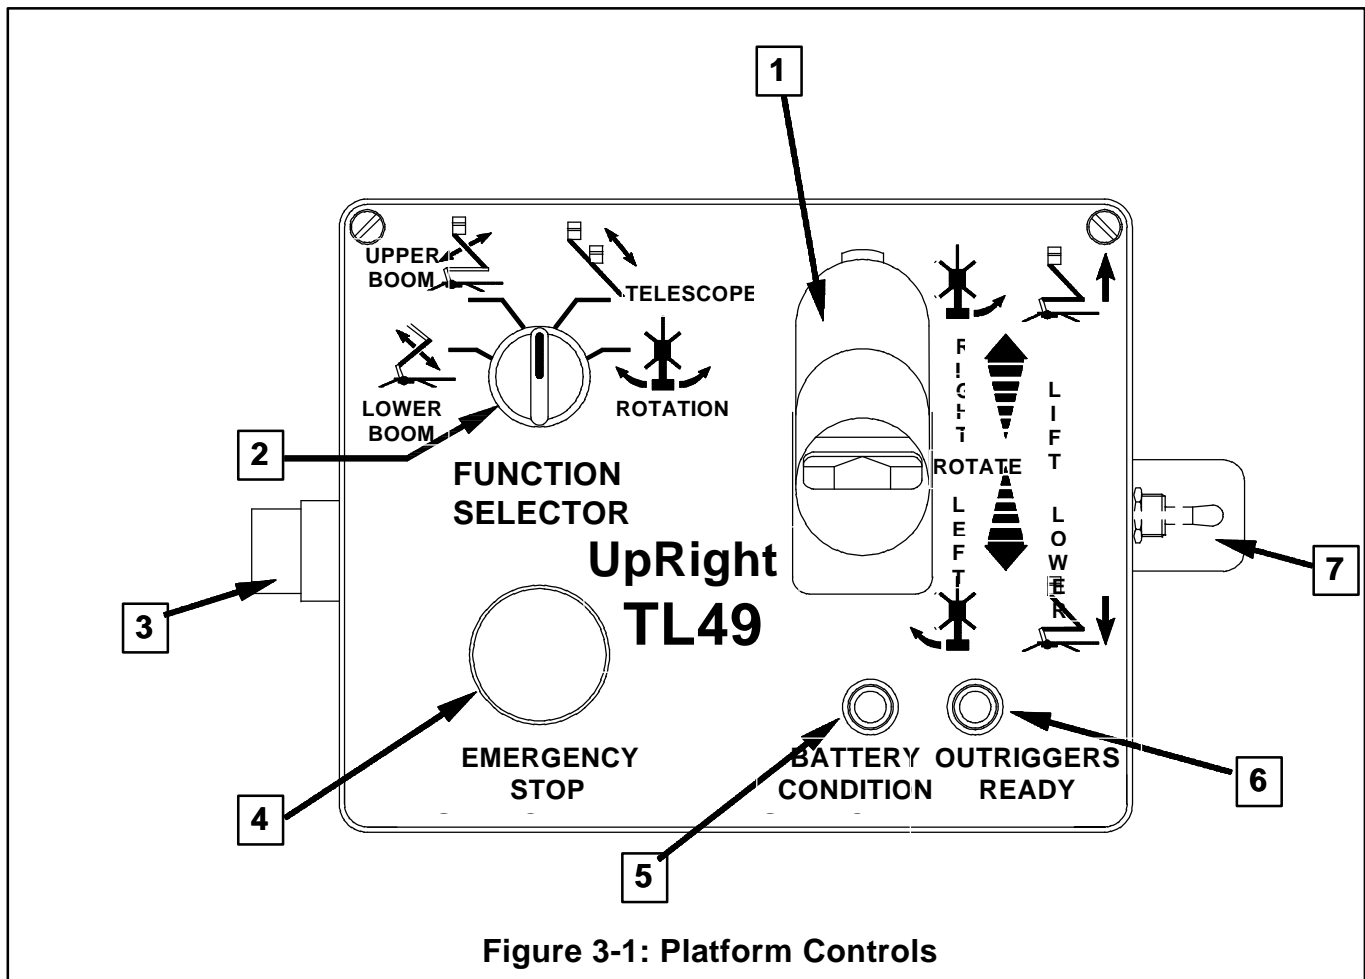 1
UPPER
BOOM
TELESCOPE
LOWER
BOOM
ROTATION
2
FUNCTION
SELECTOR
RIGHT
LIFT
ROTATE
LEFT
LOWER
UpRight
TL49
3
7
EMERGENCY
STOP
BATTERY
CONDITION
OUTRIGGERS
READY
4
5
6
Figure 3-1: Platform Controls